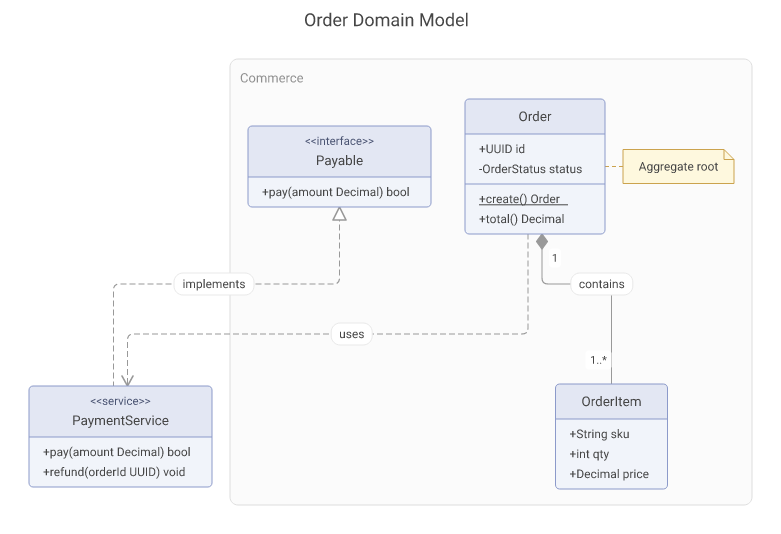 Order Domain Model
Commerce
<<interface>>
Payable
+pay(amount Decimal) bool
Order
+UUID id
-OrderStatus status
+create() Order
+total() Decimal
Aggregate root
1
implements
contains
uses
1..*
<<service>>
PaymentService
+pay(amount Decimal) bool
+refund(orderId UUID) void
OrderItem
+String sku
+int qty
+Decimal price